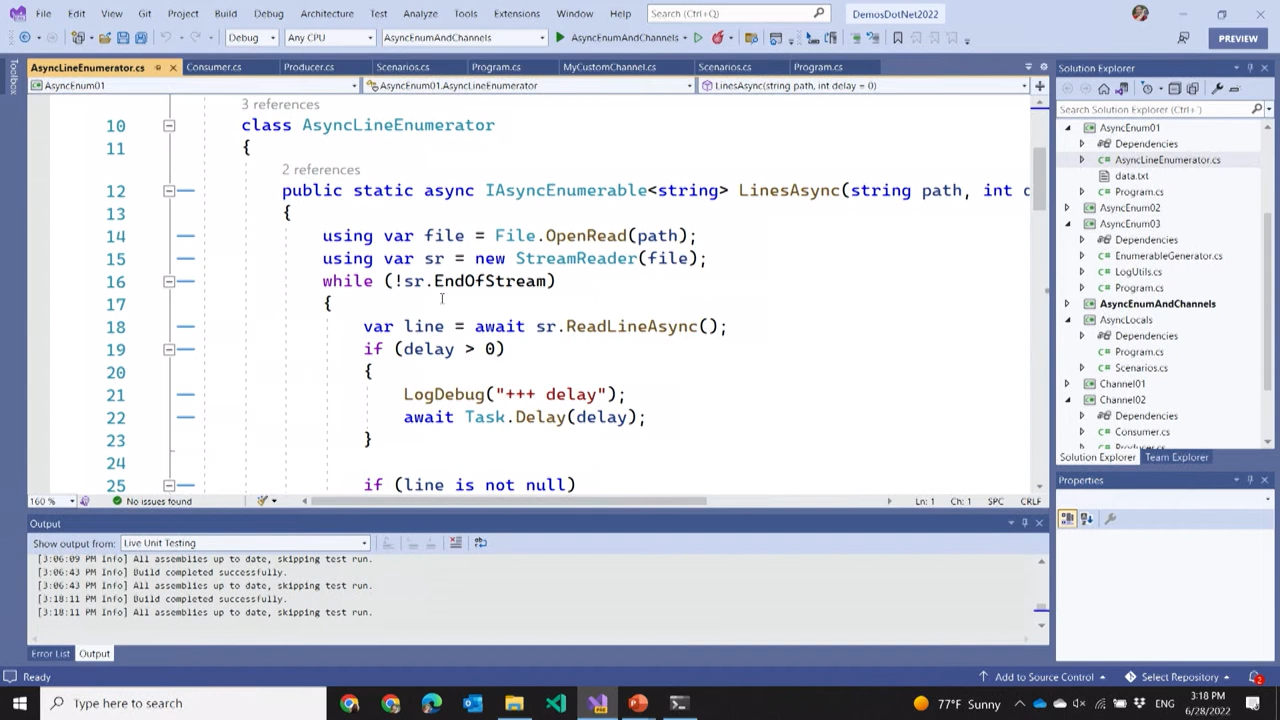 File Edit View Git Project Build Debug Architecture Test Analyze Tools Extensions Window Help Search (Ctrl+Q) DemosDotNet2022
Debug Any CPU AsyncEnumAndChannels AsyncEnumAndChannels PREVIEW
Toolbox
AsyncLineEnumerator.cs Consumer.cs Producer.cs Scenarios.cs Program.cs MyCustomChannel.cs Scenarios.cs Program.cs
AsyncEnum01 AsyncEnum01.AsyncLineEnumerator LinesAsync(string path, int delay = 0)
3 references
10 class AsyncLineEnumerator
11 {
2 references
12 public static async IAsyncEnumerable<string> LinesAsync(string path, int
13 {
14 using var file = File.OpenRead(path);
15 using var sr = new StreamReader(file);
16 while (!sr.EndOfStream)
17 {
18 var line = await sr.ReadLineAsync();
19 if (delay > 0)
20 {
21 LogDebug("+++ delay");
22 await Task.Delay(delay);
23 }
24
25 if (line is not null)
160 % No issues found Ln: 1 Ch: 1 SPC CRLF
Output
Show output from: Live Unit Testing
[3:06:09 PM Info] All assemblies up to date, skipping test run.
[3:06:43 PM Info] Build completed successfully.
[3:06:43 PM Info] All assemblies up to date, skipping test run.
[3:18:11 PM Info] Build completed successfully.
[3:18:11 PM Info] All assemblies up to date, skipping test run.
Error List Output
Solution Explorer
Search Solution Explorer (Ctrl+;)
AsyncEnum01
Dependencies
AsyncLineEnumerator.cs
data.txt
Program.cs
AsyncEnum02
AsyncEnum03
Dependencies
EnumerableGenerator.cs
LogUtils.cs
Program.cs
AsyncEnumAndChannels
AsyncLocals
Dependencies
Program.cs
Scenarios.cs
Channel01
Channel02
Dependencies
Consumer.cs
Producer.cs
Solution Explorer Team Explorer
Properties
Ready Add to Source Control Select Repository 2
Type here to search 77°F Sunny ENG 3:18 PM
6/28/2022